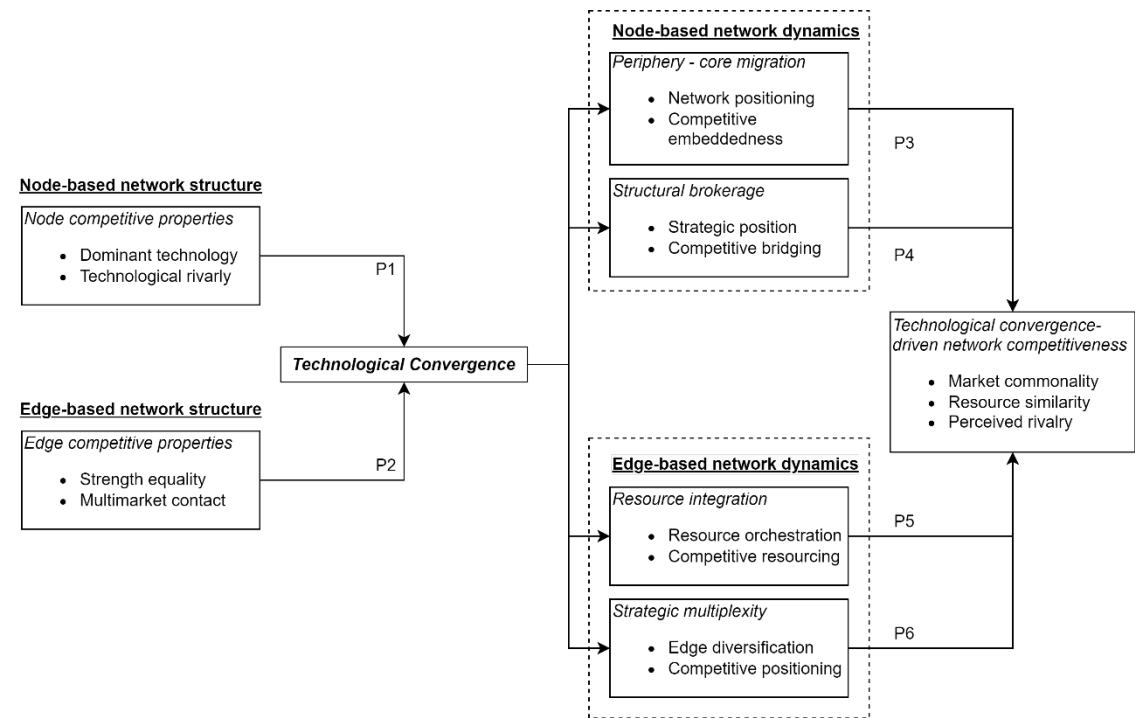 Node-based network structure
Node competitive properties
• Dominant technology
• Technological rivarly
P1
Technological Convergence
Edge-based network structure
Edge competitive properties
• Strength equality
• Multimarket contact
P2
Node-based network dynamics
Periphery - core migration
• Network positioning
• Competitive
embeddedness
P3
Structural brokerage
• Strategic position
• Competitive bridging
P4
Edge-based network dynamics
Resource integration
• Resource orchestration
• Competitive resourcing
P5
Strategic multiplexity
• Edge diversification
• Competitive positioning
P6
Technological convergence-
driven network competitiveness
• Market commonality
• Resource similarity
• Perceived rivalry